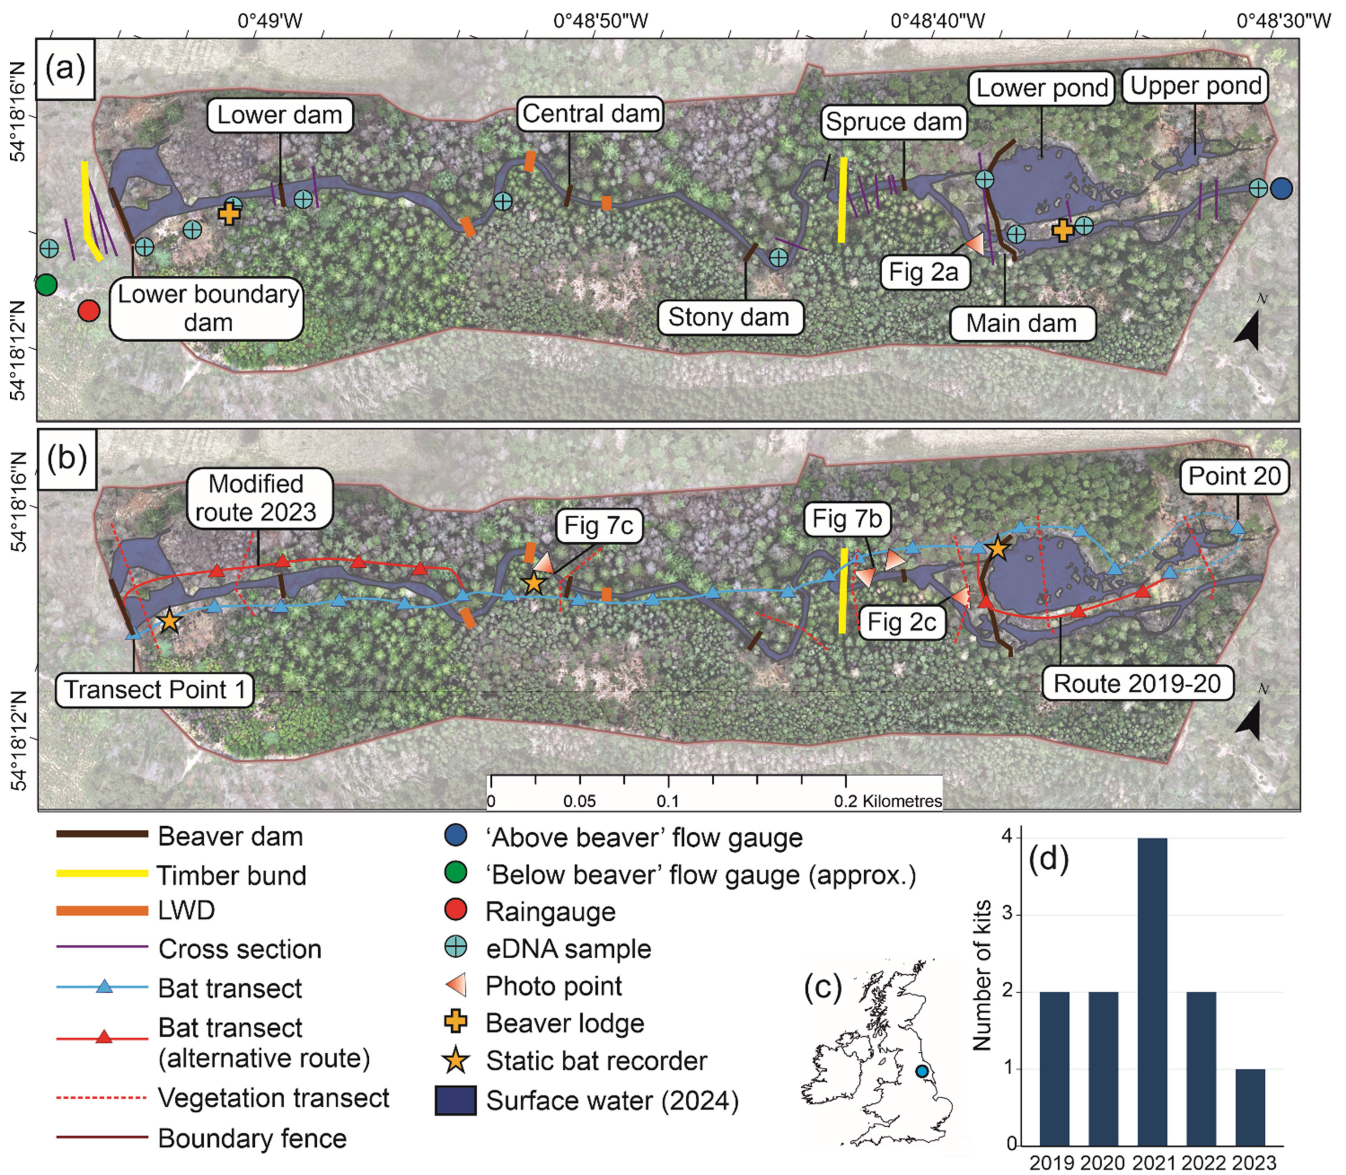 0°49'W
0°48'50"W
0°48'40"W
0°48'30"W
(a)
54°18'16"N
54°18'12"N
Lower dam
Central dam
Spruce dam
Lower pond
Upper pond
Lower boundary
dam
Stony dam
Fig 2a
Main dam
N
(b)
54°18'16"N
54°18'12"N
Modified
route 2023
Fig 7c
Fig 7b
Point 20
Fig 2c
Transect Point 1
Route 2019-20
N
0
0.05
0.1
0.2 Kilometres
Beaver dam
Timber bund
LWD
Cross section
Bat transect
Bat transect
(alternative route)
Vegetation transect
Boundary fence
‘Above beaver’ flow gauge
‘Below beaver’ flow gauge (approx.)
Raingauge
eDNA sample
Photo point
Beaver lodge
Static bat recorder
Surface water (2024)
(c)
(d)
Number of kits
4
3
2
1
0
2019 2020 2021 2022 2023